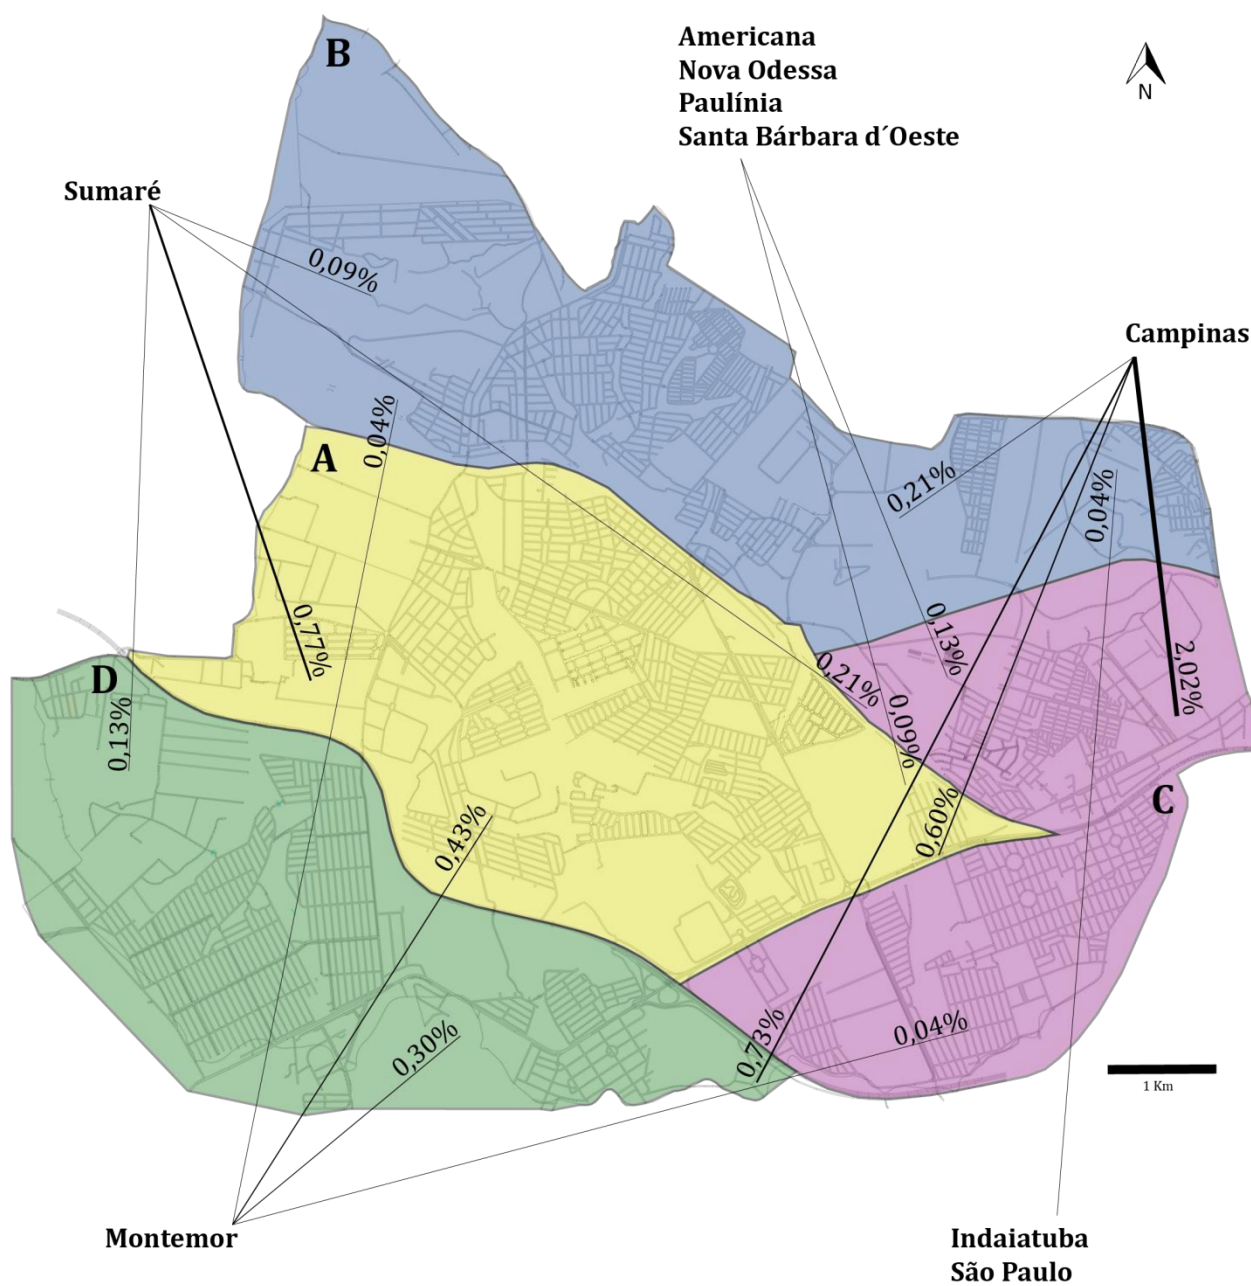 B
Americana
Nova Odessa
Paulínia
Santa Bárbara d´Oeste
N
Sumaré
0,09%
Campinas
0,04%
A
0,21%
0,04%
0,77%
0,13%
2,02%
D
0,21%
0,13%
0,09%
C
0,43%
0,60%
0,30%
0,73%
0,04%
1 Km
Montemor
Indaiatuba
São Paulo